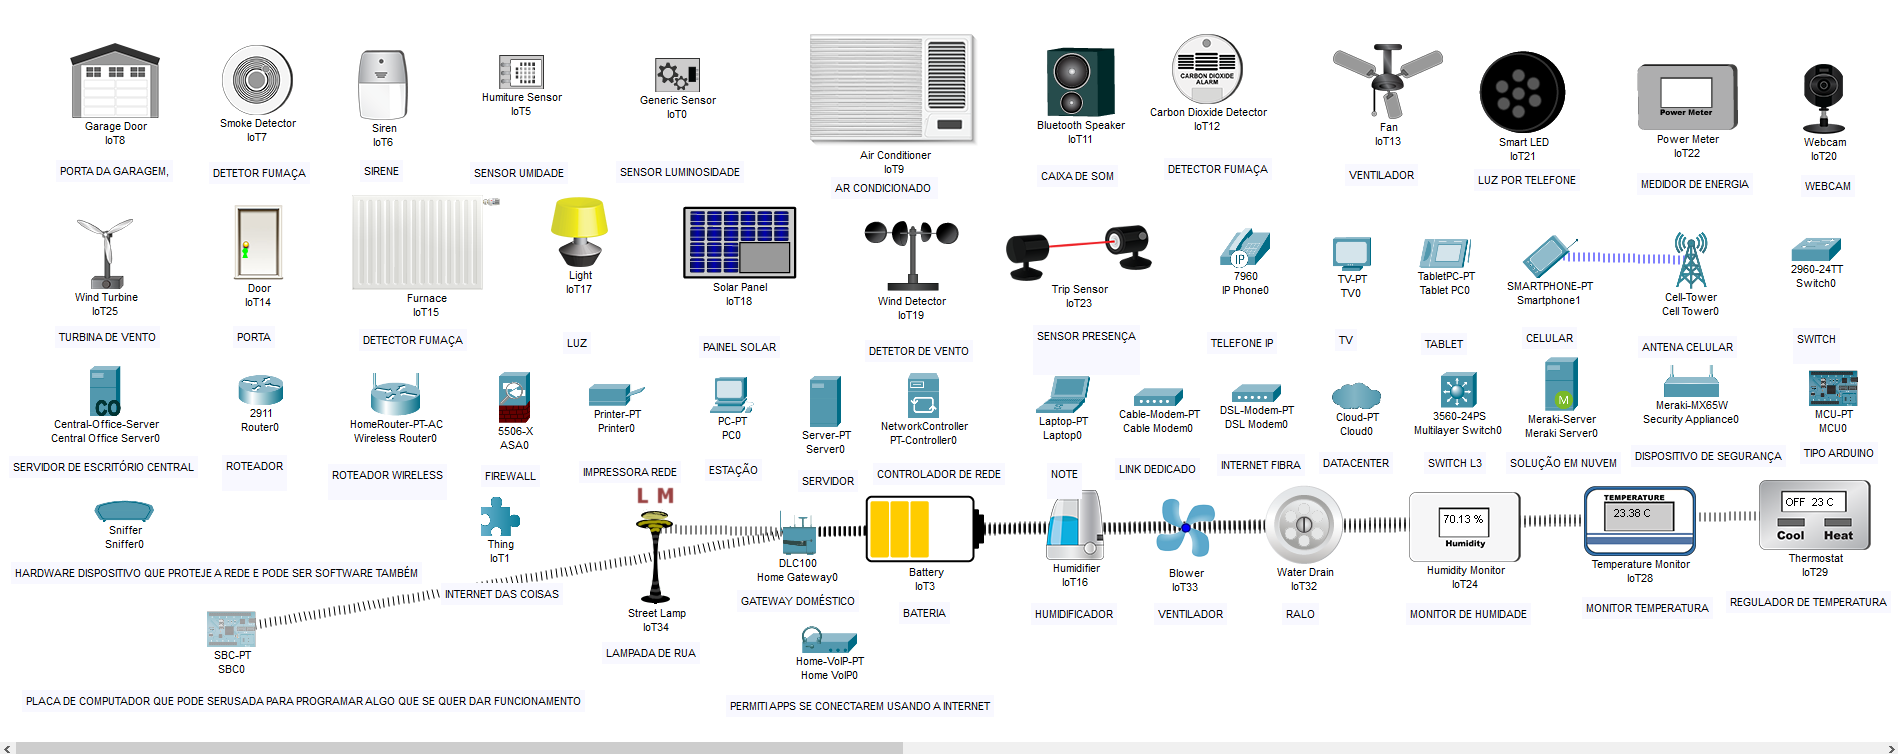 Garage Door
IoT8
PORTA DA GARAGEM,
Smoke Detector
IoT7
DETETOR FUMAÇA
Siren
IoT6
SIRENE
Humiture Sensor
IoT5
SENSOR UMIDADE
Generic Sensor
IoT0
SENSOR LUMINOSIDADE
Air Conditioner
IoT9
AR CONDICIONADO
Bluetooth Speaker
IoT11
CAIXA DE SOM
CARBON DIOXIDE
ALARM
Carbon Dioxide Detector
IoT12
DETECTOR FUMAÇA
Fan
IoT13
VENTILADOR
Smart LED
IoT21
LUZ POR TELEFONE
Power Meter
Power Meter
IoT22
MEDIDOR DE ENERGIA
Webcam
IoT20
WEBCAM
Wind Turbine
IoT25
TURBINA DE VENTO
Door
IoT14
PORTA
Furnace
IoT15
DETECTOR FUMAÇA
Light
IoT17
LUZ
Solar Panel
IoT18
PAINEL SOLAR
Wind Detector
IoT19
DETETOR DE VENTO
Trip Sensor
IoT23
SENSOR PRESENÇA
IP
7960
IP Phone0
TELEFONE IP
TV-PT
TV0
TV
TabletPC-PT
Tablet PC0
TABLET
SMARTPHONE-PT
Smartphone1
CELULAR
Cell-Tower
Cell Tower0
ANTENA CELULAR
2960-24TT
Switch0
SWITCH
CO
Central-Office-Server
Central Office Server0
SERVIDOR DE ESCRITÓRIO CENTRAL
2911
Router0
ROTEADOR
HomeRouter-PT-AC
Wireless Router0
ROTEADOR WIRELESS
5506-X
ASA0
FIREWALL
Printer-PT
Printer0
IMPRESSORA REDE
PC-PT
PC0
ESTAÇÃO
Server-PT
Server0
SERVIDOR
NetworkController
PT-Controller0
CONTROLADOR DE REDE
Laptop-PT
Laptop0
NOTE
Cable-Modem-PT
Cable Modem0
LINK DEDICADO
DSL-Modem-PT
DSL Modem0
INTERNET FIBRA
Cloud-PT
Cloud0
DATACENTER
3560-24PS
Multilayer Switch0
SWITCH L3
M
Meraki-Server
Meraki Server0
SOLUÇÃO EM NUVEM
Meraki-MX65W
Security Appliance0
DISPOSITIVO DE SEGURANÇA
MCU-PT
MCU0
TIPO ARDUINO
Sniffer
Sniffer0
HARDWARE DISPOSITIVO QUE PROTEJE A REDE E PODE SER SOFTWARE TAMBÉM
Thing
IoT1
INTERNET DAS COISAS
L M
Street Lamp
IoT34
LAMPADA DE RUA
DLC100
Home Gateway0
GATEWAY DOMÉSTICO
Battery
IoT3
BATERIA
Humidifier
IoT16
HUMIDIFICADOR
Blower
IoT33
VENTILADOR
Water Drain
IoT32
RALO
70.13 %
Humidity
Humidity Monitor
IoT24
MONITOR DE HUMIDADE
TEMPERATURE
23.38 C
Temperature Monitor
IoT28
MONITOR TEMPERATURA
OFF 23 C
Cool Heat
Thermostat
IoT29
REGULADOR DE TEMPERATURA
SBC-PT
SBC0
PLACA DE COMPUTADOR QUE PODE SERUSADA PARA PROGRAMAR ALGO QUE SE QUER DAR FUNCIONAMENTO
Home-VoIP-PT
Home VoIP0
PERMITI APPS SE CONECTAREM USANDO A INTERNET